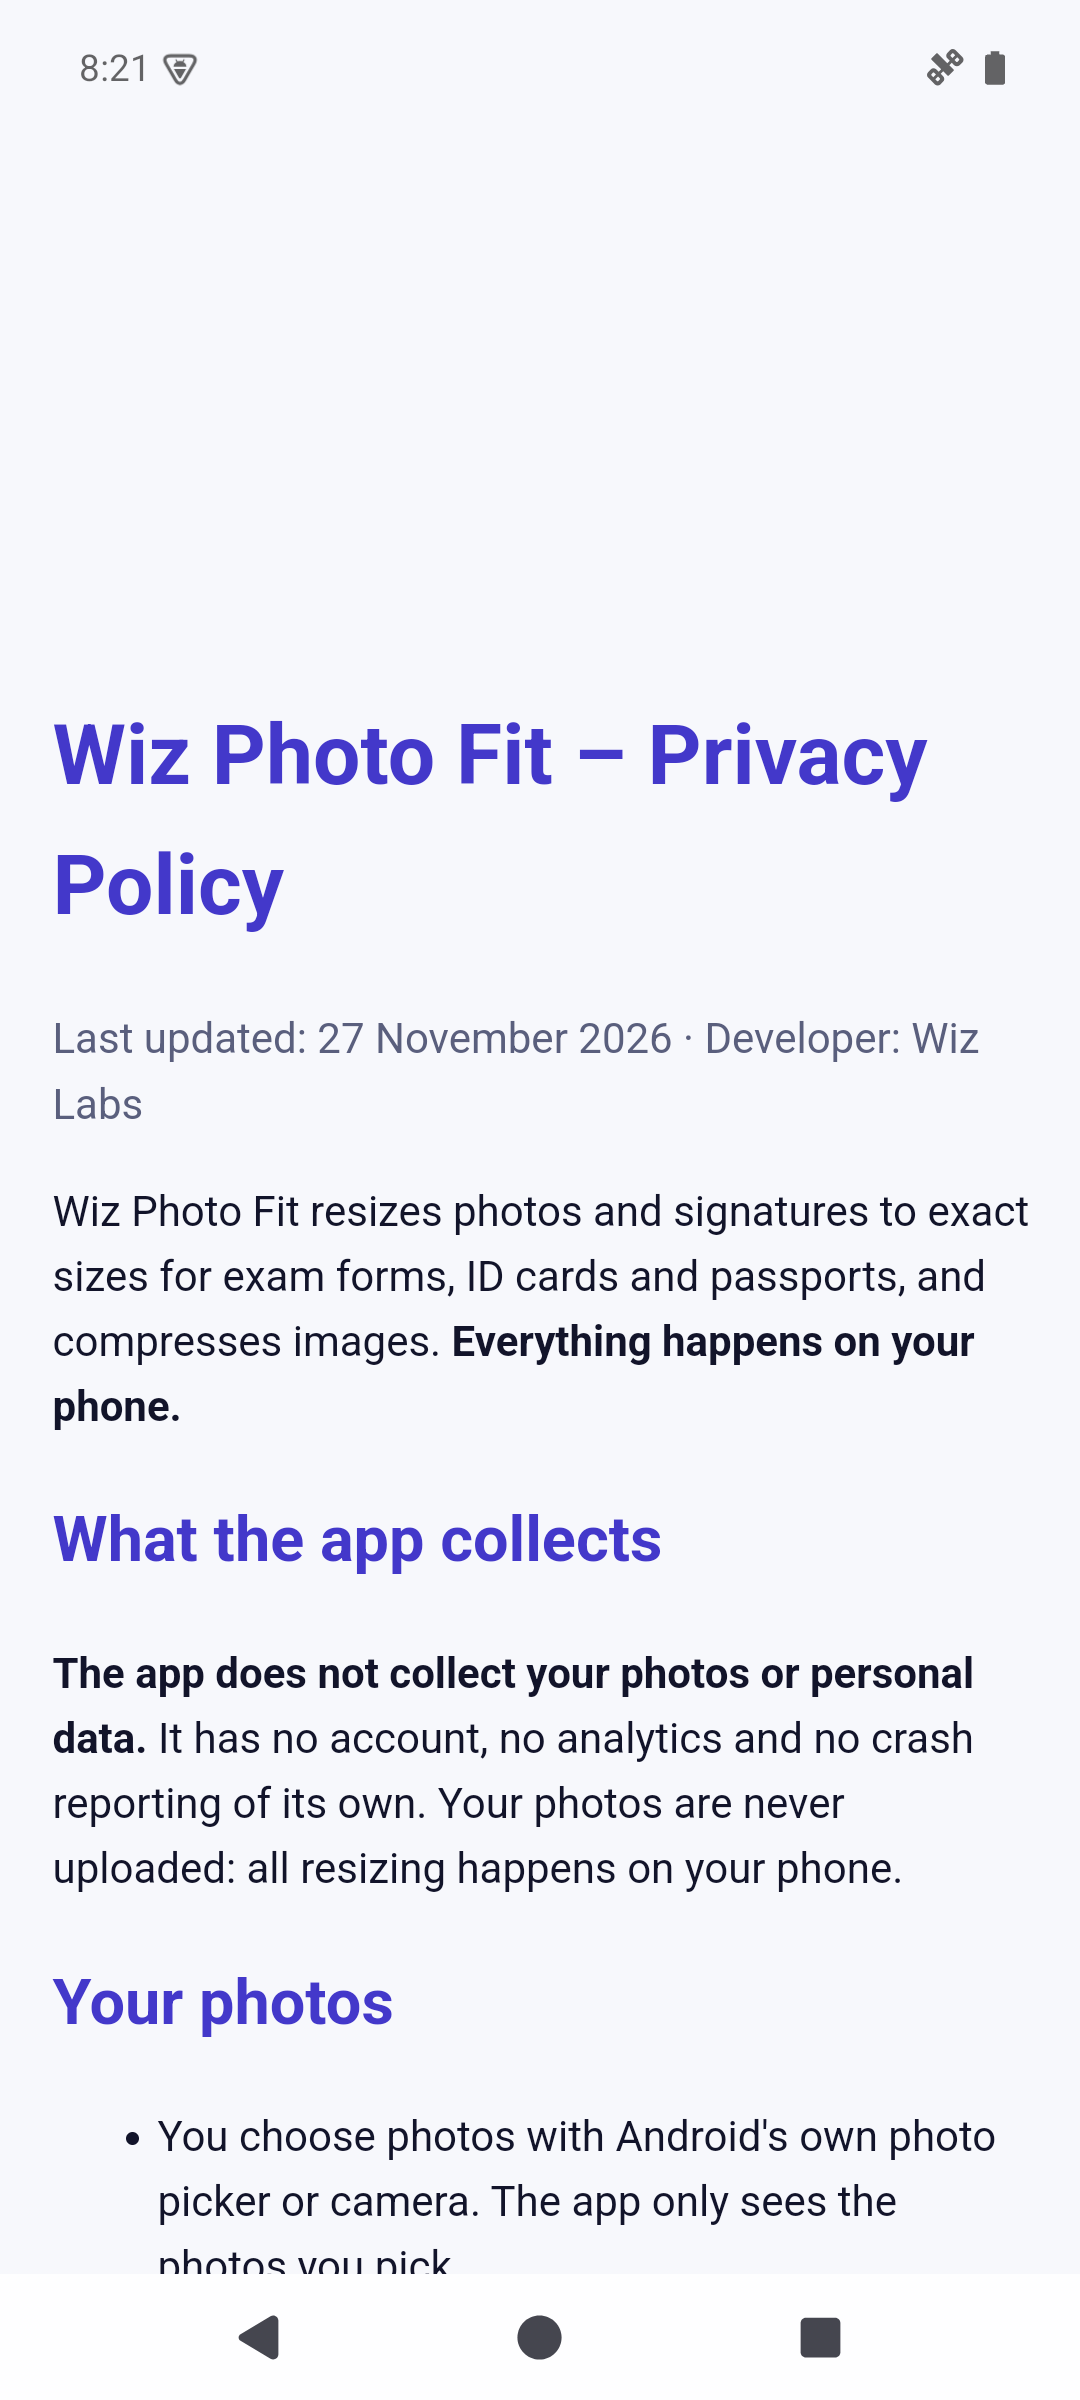 8:21
Wiz Photo Fit – Privacy
Policy
Last updated: 27 November 2026 · Developer: Wiz
Labs
Wiz Photo Fit resizes photos and signatures to exact
sizes for exam forms, ID cards and passports, and
compresses images. Everything happens on your
phone.
What the app collects
The app does not collect your photos or personal
data. It has no account, no analytics and no crash
reporting of its own. Your photos are never
uploaded: all resizing happens on your phone.
Your photos
• You choose photos with Android's own photo
picker or camera. The app only sees the
photos you pick